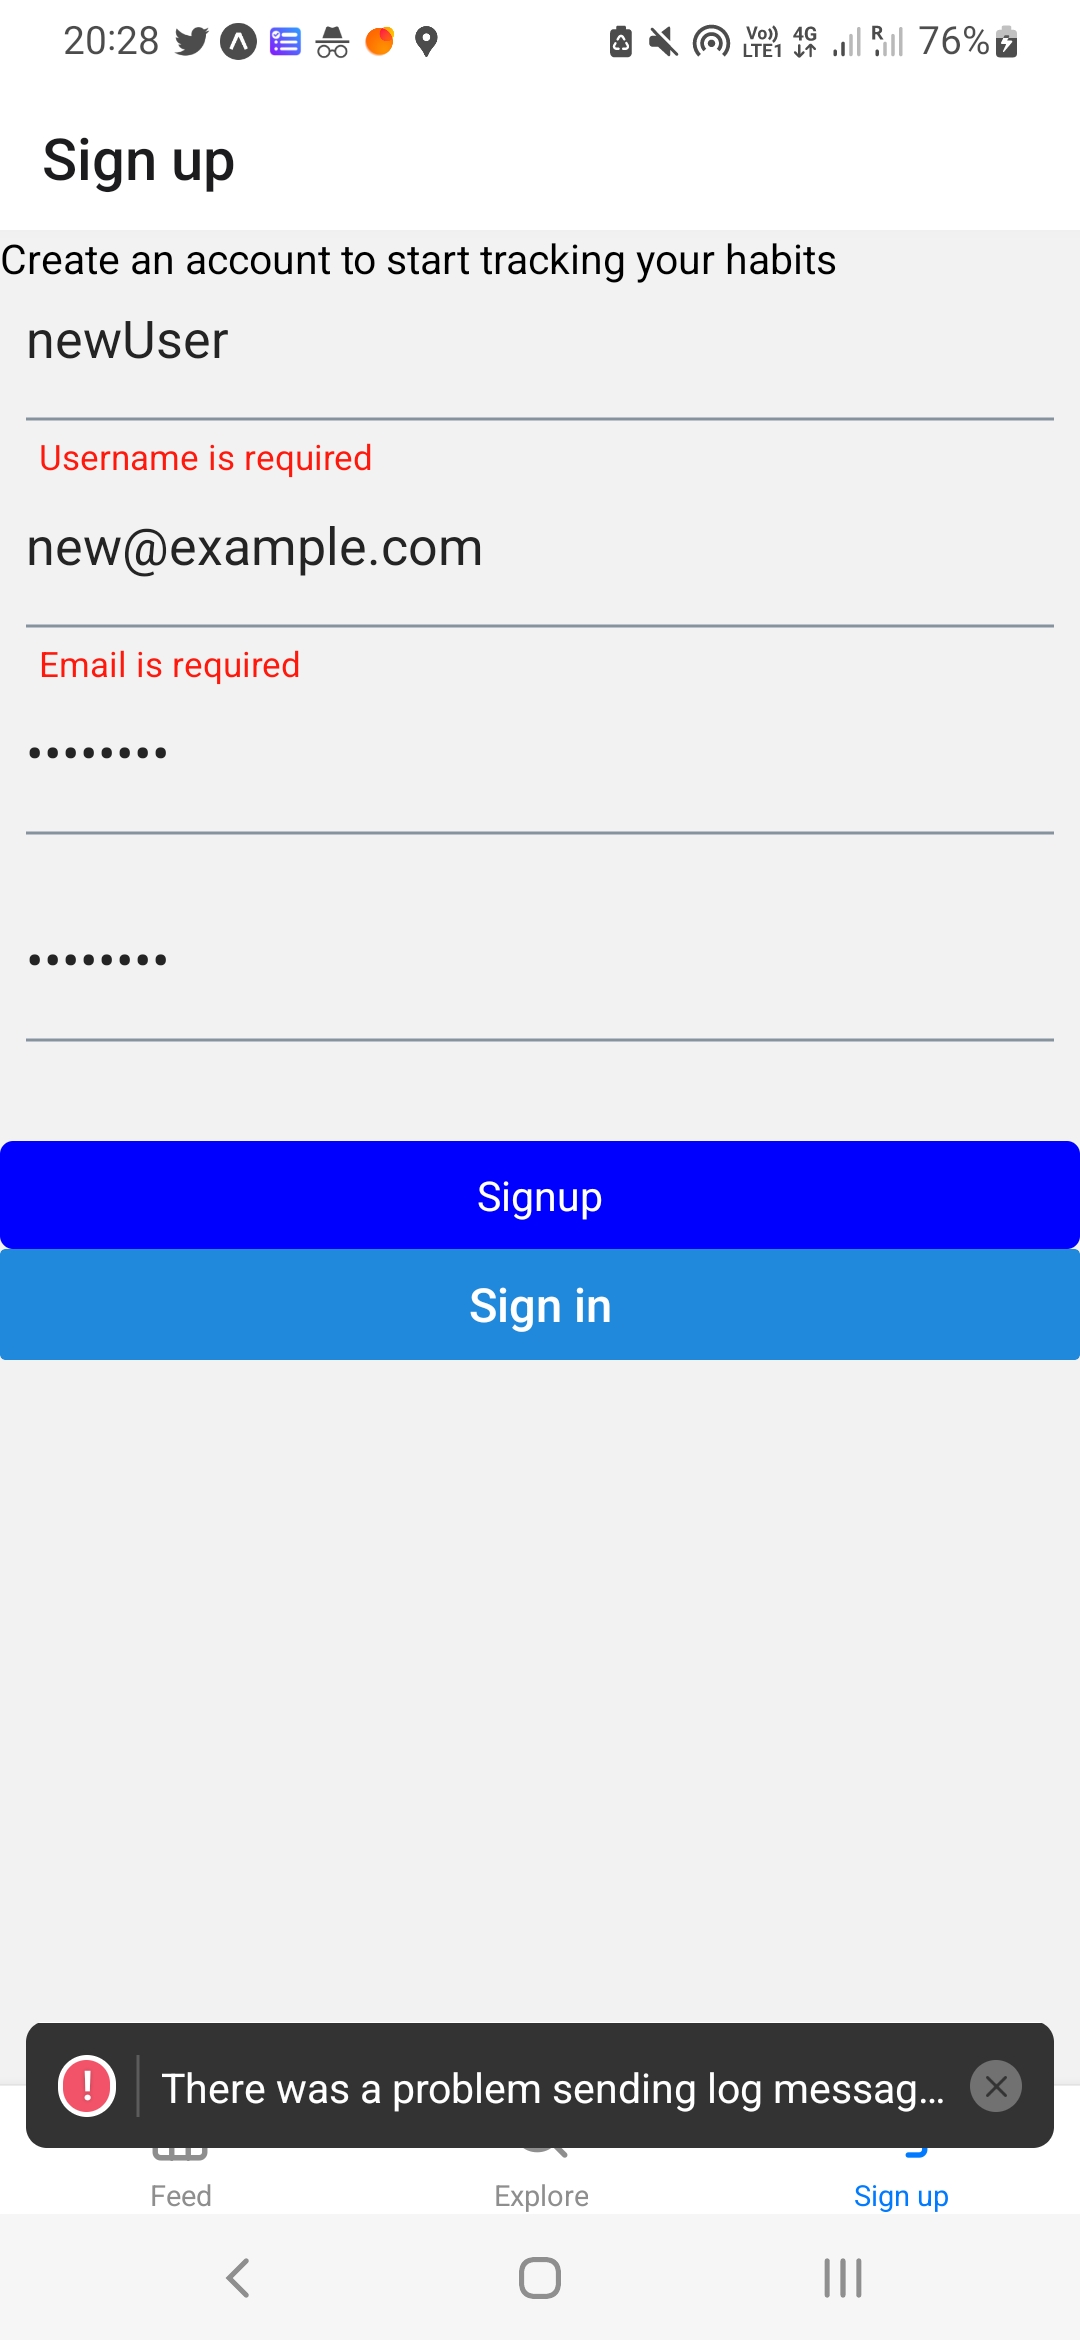 20:28
Vo)) LTE1 4G R 76%
Sign up
Create an account to start tracking your habits
newUser
Username is required
new@example.com
Email is required
••••••••
••••••••
Signup
Sign in
There was a problem sending log messag...
Feed Explore Sign up